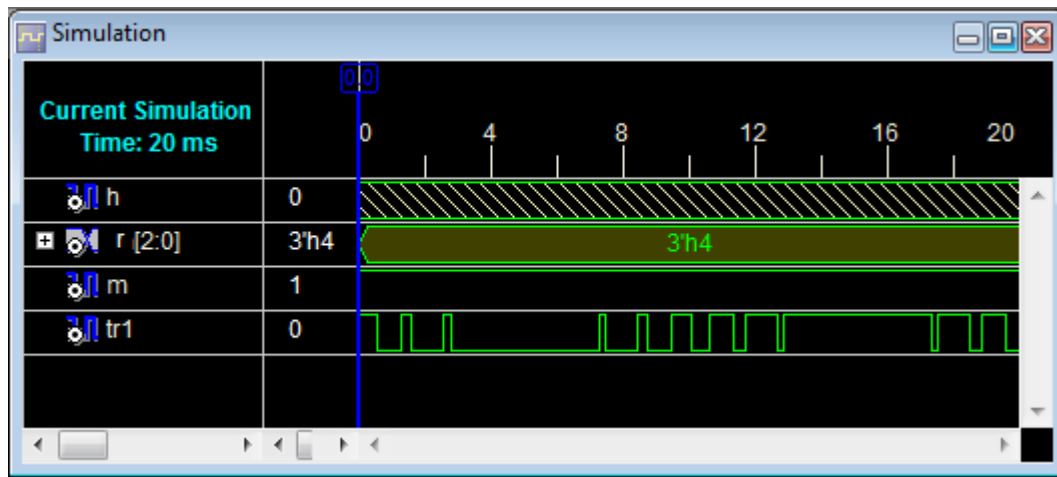 Simulation
0.0
Current Simulation
Time: 20 ms
0 4 8 12 16 20
h 0
r [2:0] 3'h4 3'h4
m 1
tr1 0